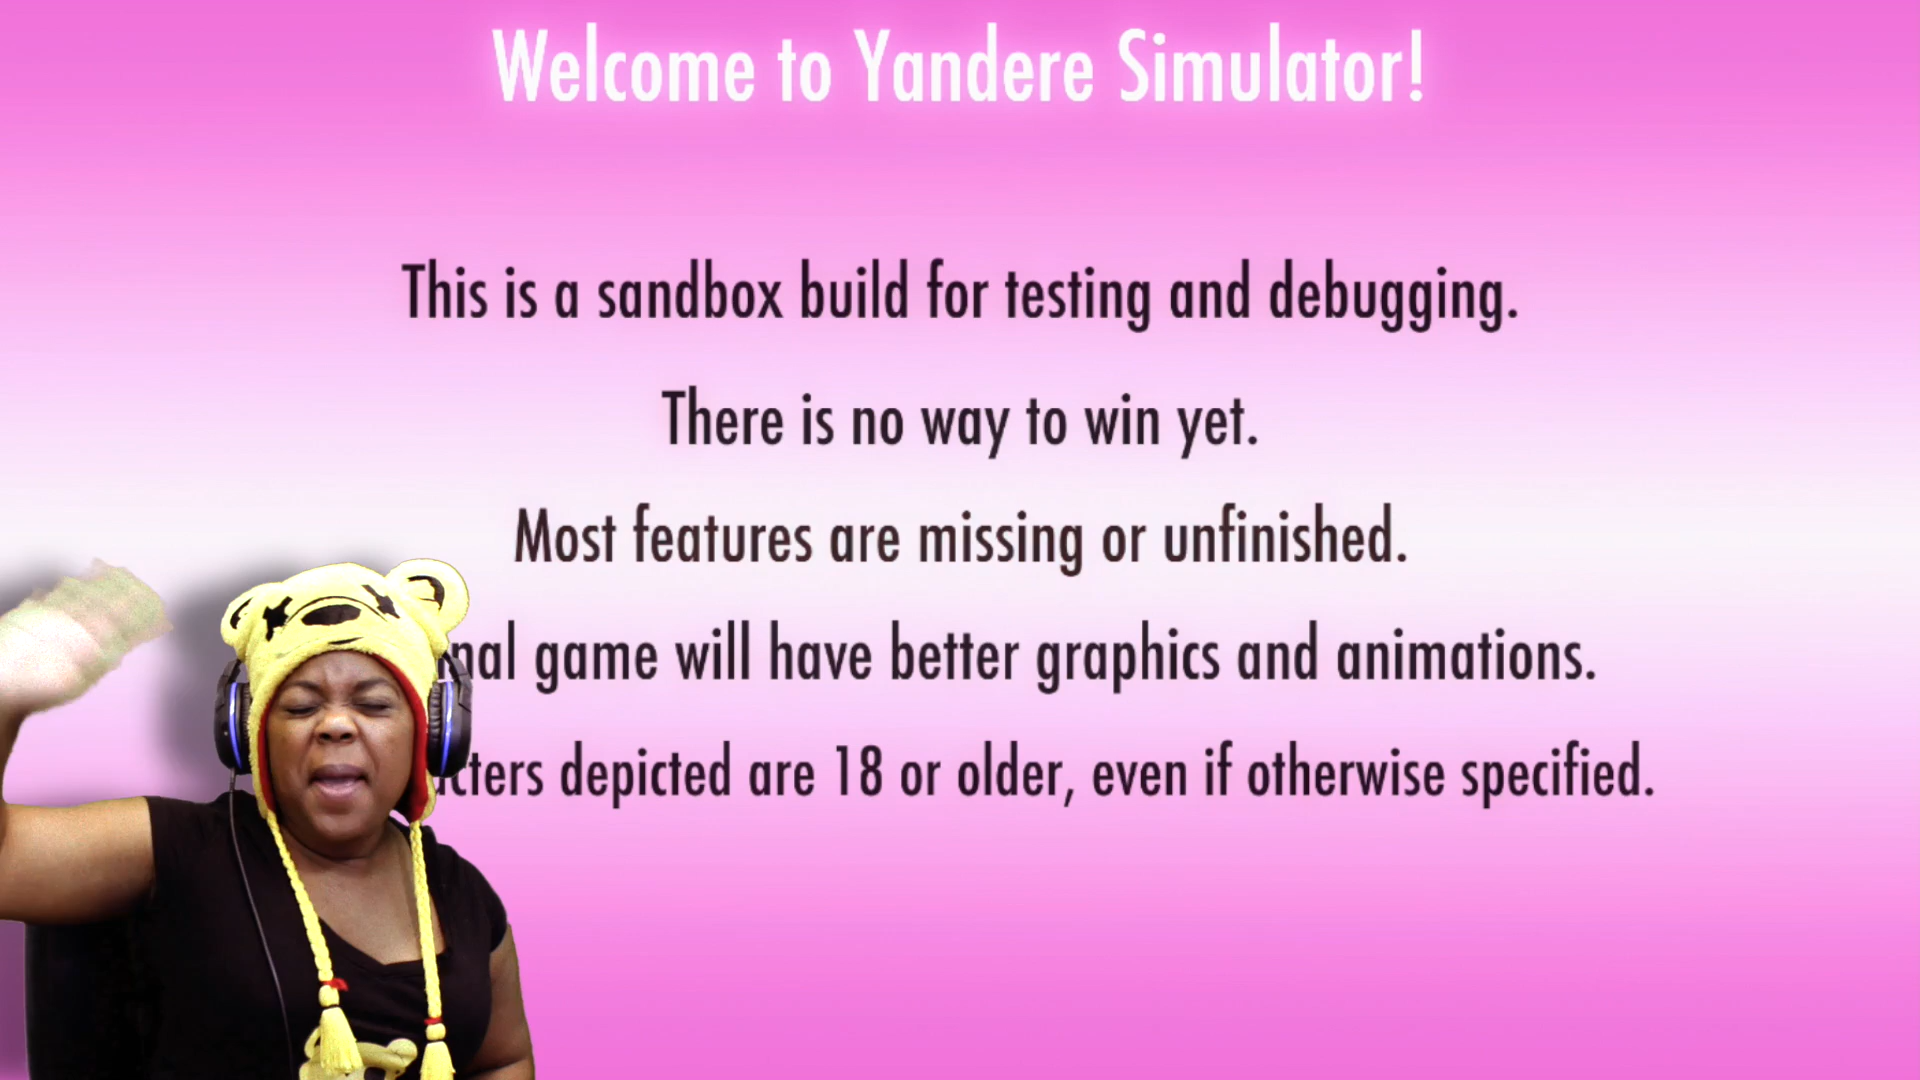 Welcome to Yandere Simulator!
This is a sandbox build for testing and debugging.
There is no way to win yet.
Most features are missing or unfinished.
game will have better graphics and animations.
depicted are 18 or older, even if otherwise specified.